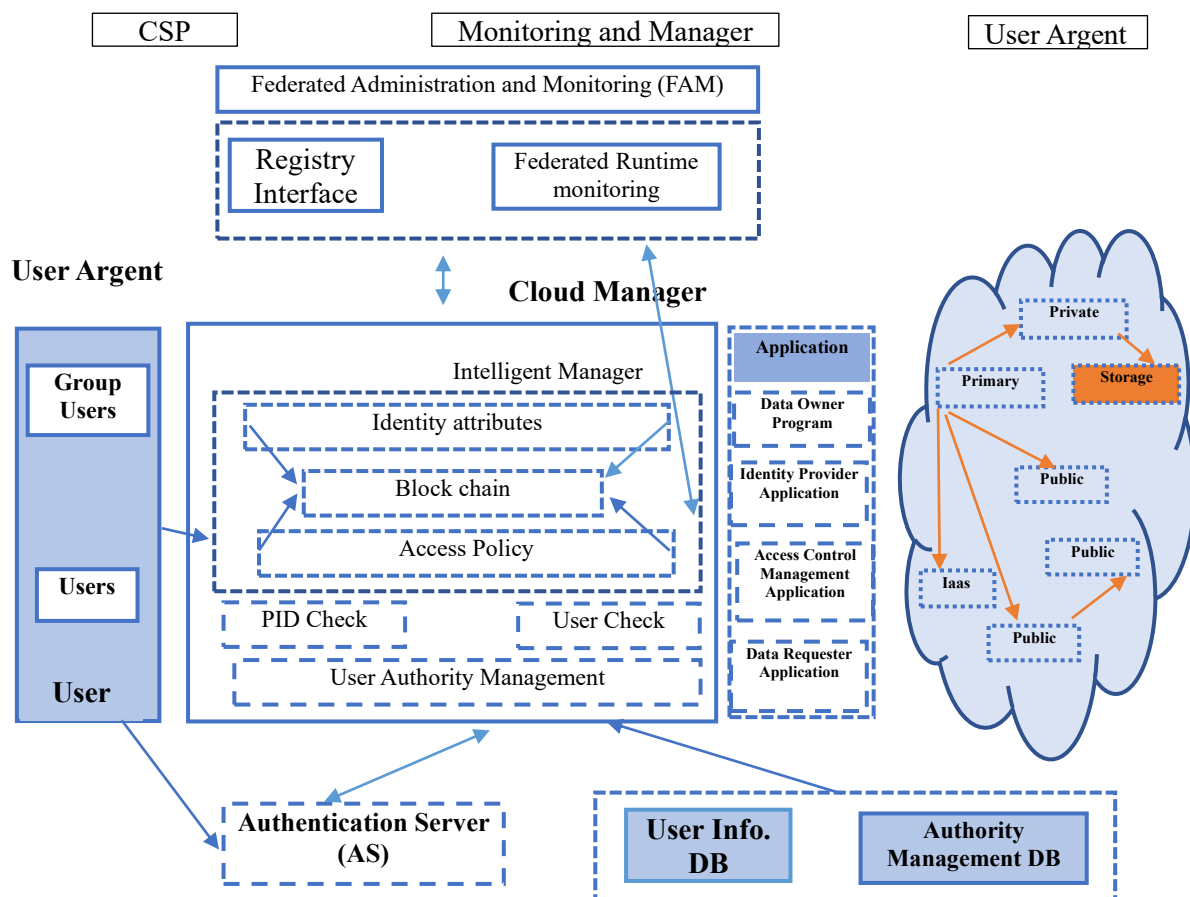 CSP
Monitoring and Manager
User Argent
Federated Administration and Monitoring (FAM)
Registry
Interface
Federated Runtime
monitoring
User Argent
Cloud Manager
Group
Users
Users
User
Intelligent Manager
Identity attributes
Block chain
Access Policy
PID Check
User Check
User Authority Management
Application
Data Owner
Program
Identity Provider
Application
Access Control
Management
Application
Data Requester
Application
Private
Primary
Storage
Public
Public
Iaas
Public
Authentication Server
(AS)
User Info.
DB
Authority
Management DB